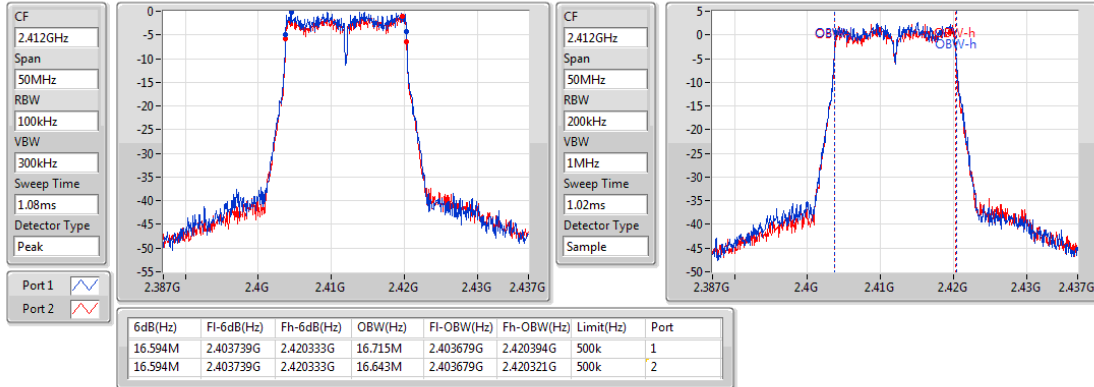 CF
2.412GHz
Span
50MHz
RBW
100kHz
VBW
300kHz
Sweep Time
1.08ms
Detector Type
Peak
Port 1
Port 2
0-
-5-
-10-
-15-
-20-
-25-
-30-
-35-
-40-
-45-
-50-
-55-
2.387G 2.4G 2.41G 2.42G 2.437G
CF
2.412GHz
Span
50MHz
RBW
200kHz
VBW
1MHz
Sweep Time
1.02ms
Detector Type
Sample
5-
0-
-5-
-10-
-15-
-20-
-25-
-30-
-35-
-40-
-45-
-50-
OBW-h
OBW-h
2.387G 2.4G 2.41G 2.42G 2.43G 2.437G
6dB(Hz) Fl-6dB(Hz) Fh-6dB(Hz) OBW(Hz) Fl-OBW(Hz) Fh-OBW(Hz) Limit(Hz) Port
16.594M 2.403739G 2.420333G 16.715M 2.403679G 2.420394G 500k 1
16.594M 2.403739G 2.420333G 16.643M 2.403679G 2.420321G 500k 2